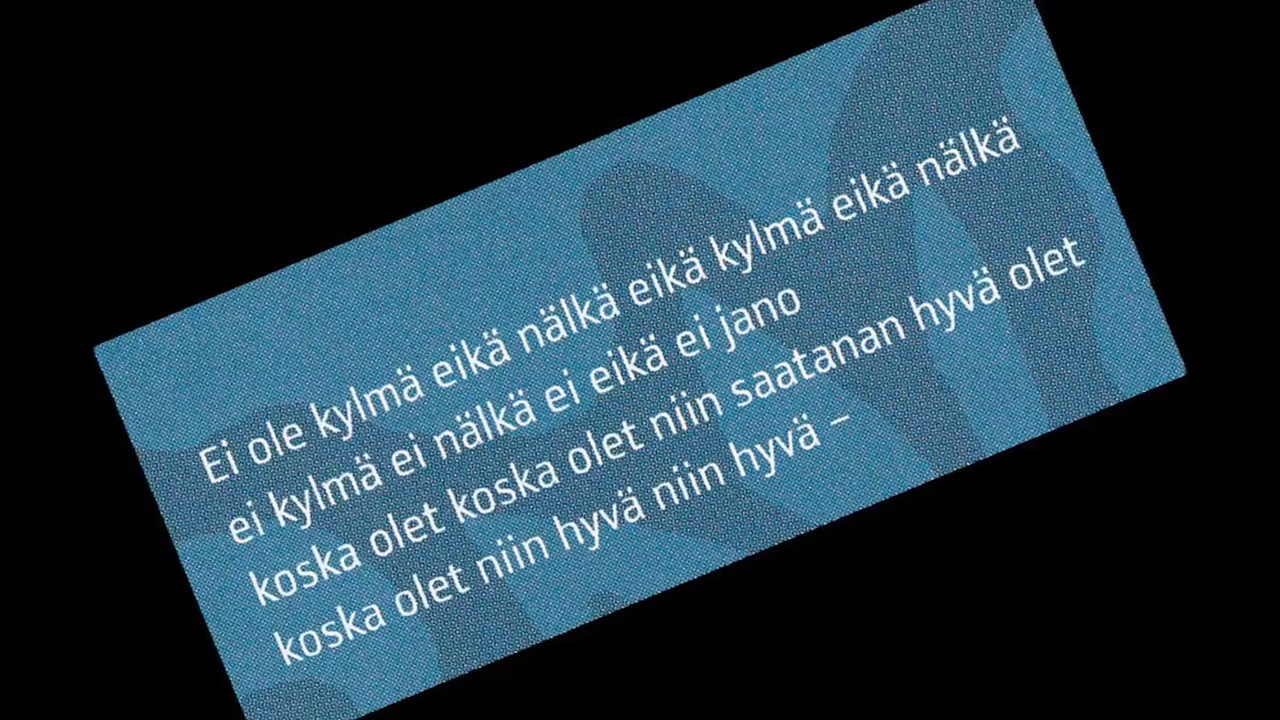 Ei ole kylmä eikä nälkä eikä kylmä eikä nälkä
ei kylmä ei nälkä ei eikä ei jano
koska olet koska olet niin saatanan hyvä olet
koska olet niin hyvä niin hyvä –